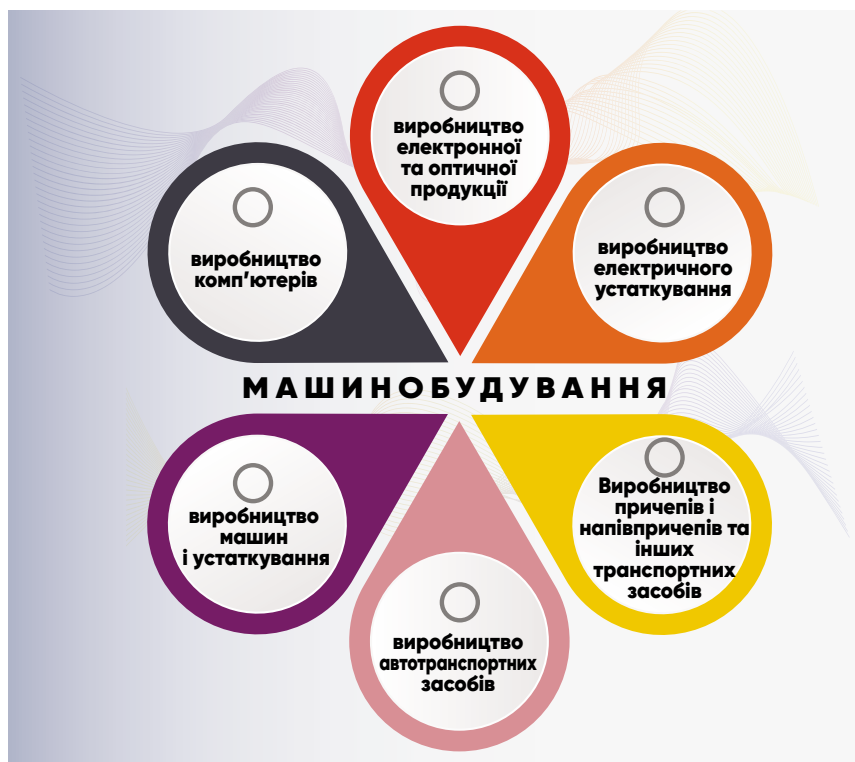 виробництво
електронної
та оптичної
продукції
виробництво
комп’ютерів
виробництво
електричного
устаткування
МАШИНОБУДУВАННЯ
виробництво
машин
і устаткування
Виробництво
причепів і
напівпричепів та
інших
транспортних
засобів
виробництво
автотранспортних
засобів